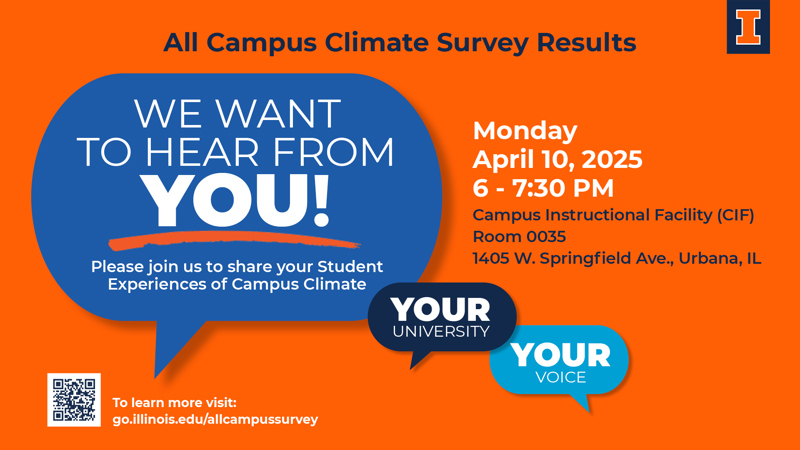 All Campus Climate Survey Results
I
WE WANT
TO HEAR FROM
YOU!
Please join us to share your Student
Experiences of Campus Climate
Monday
April 10, 2025
6 - 7:30 PM
Campus Instructional Facility (CIF)
Room 0035
1405 W. Springfield Ave., Urbana, IL
YOUR
UNIVERSITY
YOUR
VOICE
To learn more visit:
go.illinois.edu/allcampussurvey